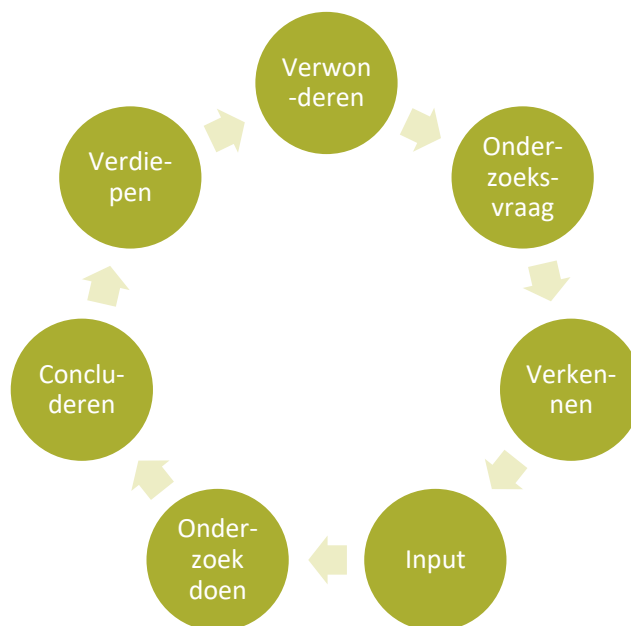 Verwon
-deren
Onder-
zoeks-
vraag
Verken-
nen
Input
Onder-
zoek
doen
Conclu-
deren
Verdie-
pen